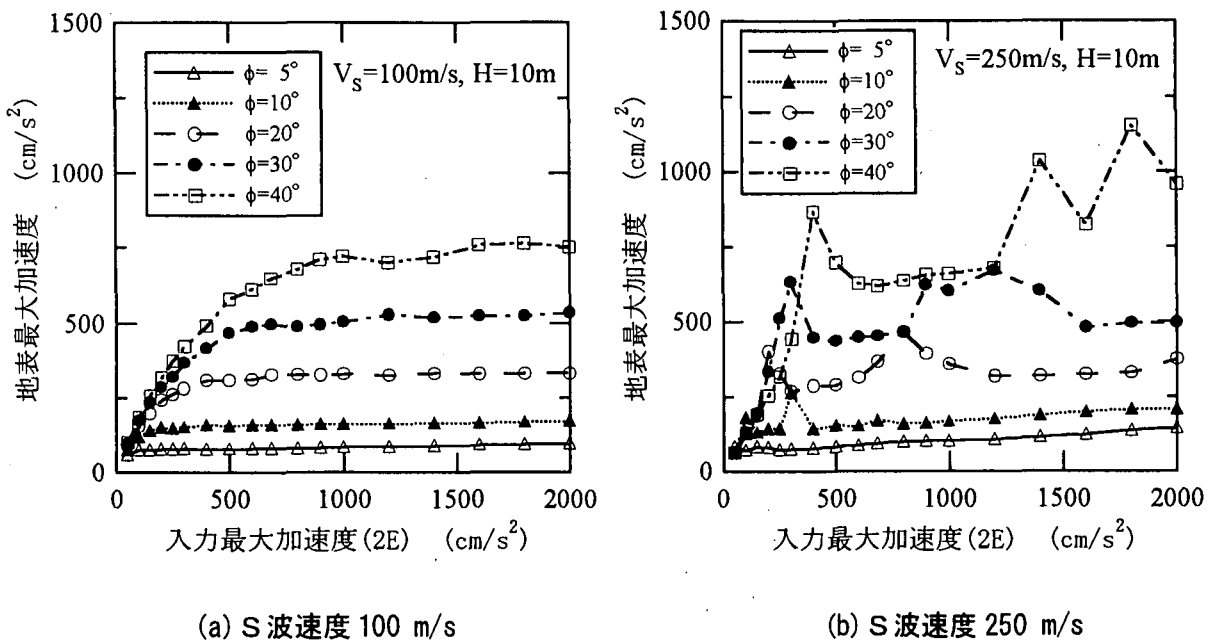 1500
1000
500
0
地表最大加速度 (cm/s²)
φ= 5°
φ=10°
φ=20°
φ=30°
φ=40°
V_S=100m/s, H=10m
0 500 1000 1500 2000
入力最大加速度(2E) (cm/s²)
(a) S波速度 100 m/s
1500
1000
500
0
地表最大加速度 (cm/s²)
φ= 5°
φ=10°
φ=20°
φ=30°
φ=40°
V_S=250m/s, H=10m
0 500 1000 1500 2000
入力最大加速度(2E) (cm/s²)
(b) S波速度 250 m/s